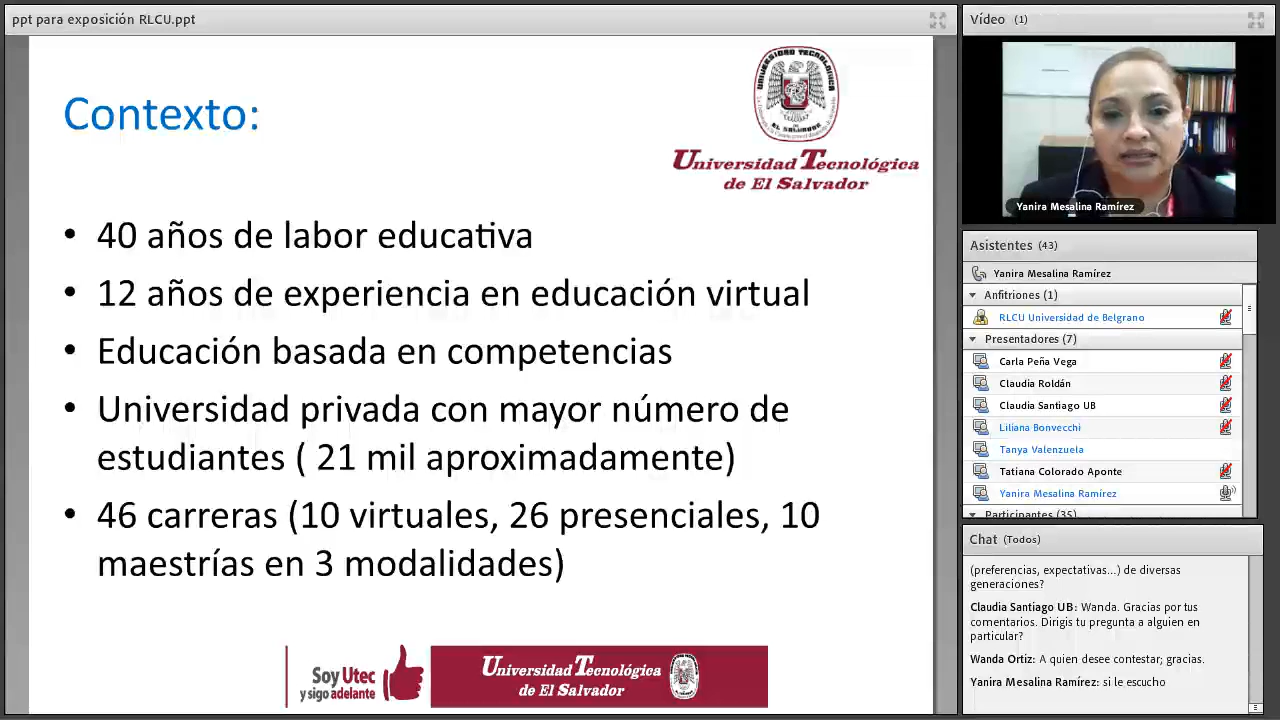 ppt para exposición RLCU.ppt
Contexto:
UNIVERSIDAD TECNOLOGICA
DE
EL SALVADOR
Universidad Tecnológica
de El Salvador
• 40 años de labor educativa
• 12 años de experiencia en educación virtual
• Educación basada en competencias
• Universidad privada con mayor número de
estudiantes ( 21 mil aproximadamente)
• 46 carreras (10 virtuales, 26 presenciales, 10
maestrías en 3 modalidades)
Soy Utec
y sigo adelante
Universidad Tecnológica
de El Salvador
Vídeo (1)
Yanira Mesalina Ramírez
Asistentes (43)
Yanira Mesalina Ramírez
Anfitriones (1)
RLCU Universidad de Belgrano
Presentadores (7)
Carla Peña Vega
Claudia Roldán
Claudia Santiago UB
Liliana Bonvecchi
Tanya Valenzuela
Tatiana Colorado Aponte
Yanira Mesalina Ramírez
Participantes (35)
Chat (Todos)
(preferencias, expectativas...) de diversas
generaciones?
Claudia Santiago UB: Wanda. Gracias por tus
comentarios. Dirigis tu pregunta a alguien en
particular?
Wanda Ortiz: A quien desee contestar; gracias.
Yanira Mesalina Ramírez: si le escucho